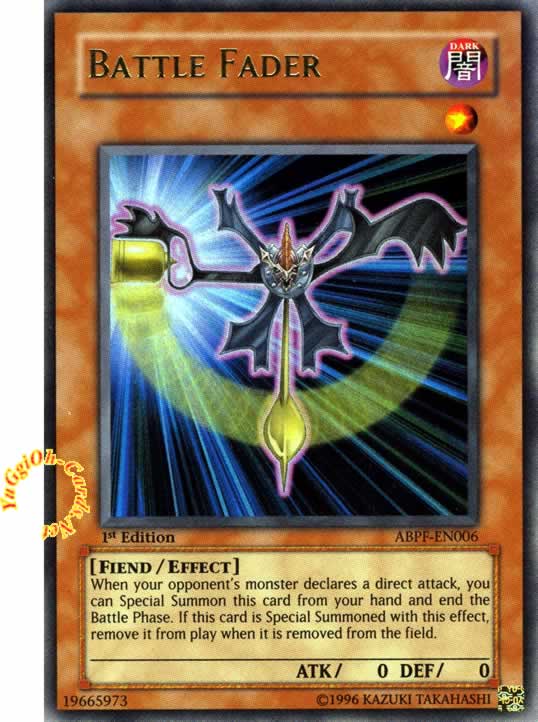 BATTLE FADER
DARK
闇
YuGgiOh-Cards.Net
1st Edition
ABPF-EN006
[FIEND / EFFECT]
When your opponent's monster declares a direct attack, you
can Special Summon this card from your hand and end the
Battle Phase. If this card is Special Summoned with this effect,
remove it from play when it is removed from the field.
ATK/ 0 DEF/ 0
19665973
©1996 KAZUKI TAKAHASHI